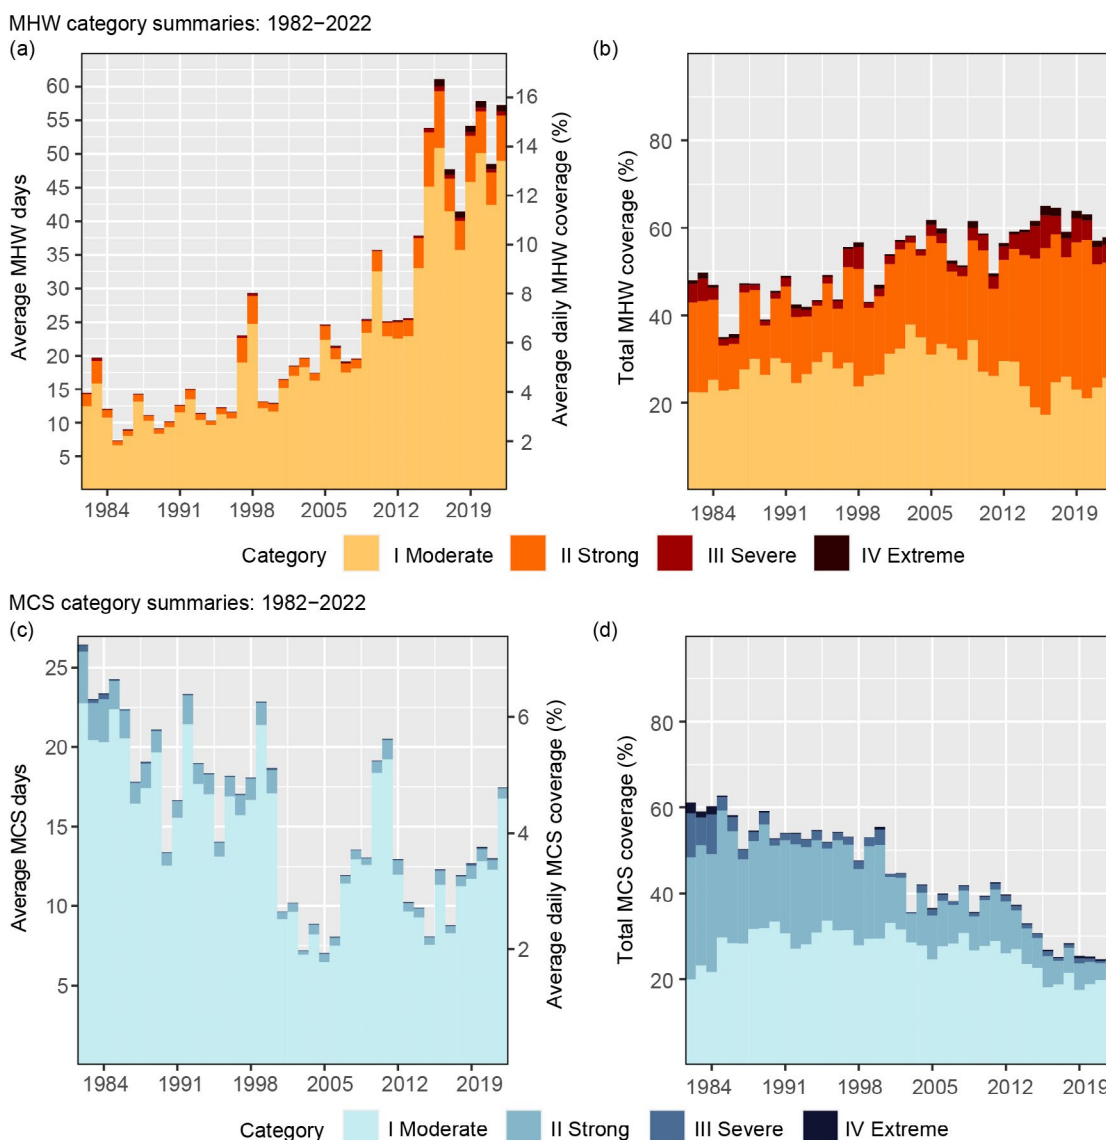 MHW category summaries: 1982−2022
(a)
(b)
Average MHW days
60
55
50
45
40
35
30
25
20
15
10
5
16
14
12
10
8
6
4
2
Average daily MHW coverage (%)
1984 1991 1998 2005 2012 2019
Total MHW coverage (%)
80
60
40
20
1984 1991 1998 2005 2012 2019
Category I Moderate II Strong III Severe IV Extreme
MCS category summaries: 1982−2022
(c)
(d)
Average MCS days
25
20
15
10
5
6
4
2
Average daily MCS coverage (%)
1984 1991 1998 2005 2012 2019
Total MCS coverage (%)
80
60
40
20
1984 1991 1998 2005 2012 2019
Category I Moderate II Strong III Severe IV Extreme